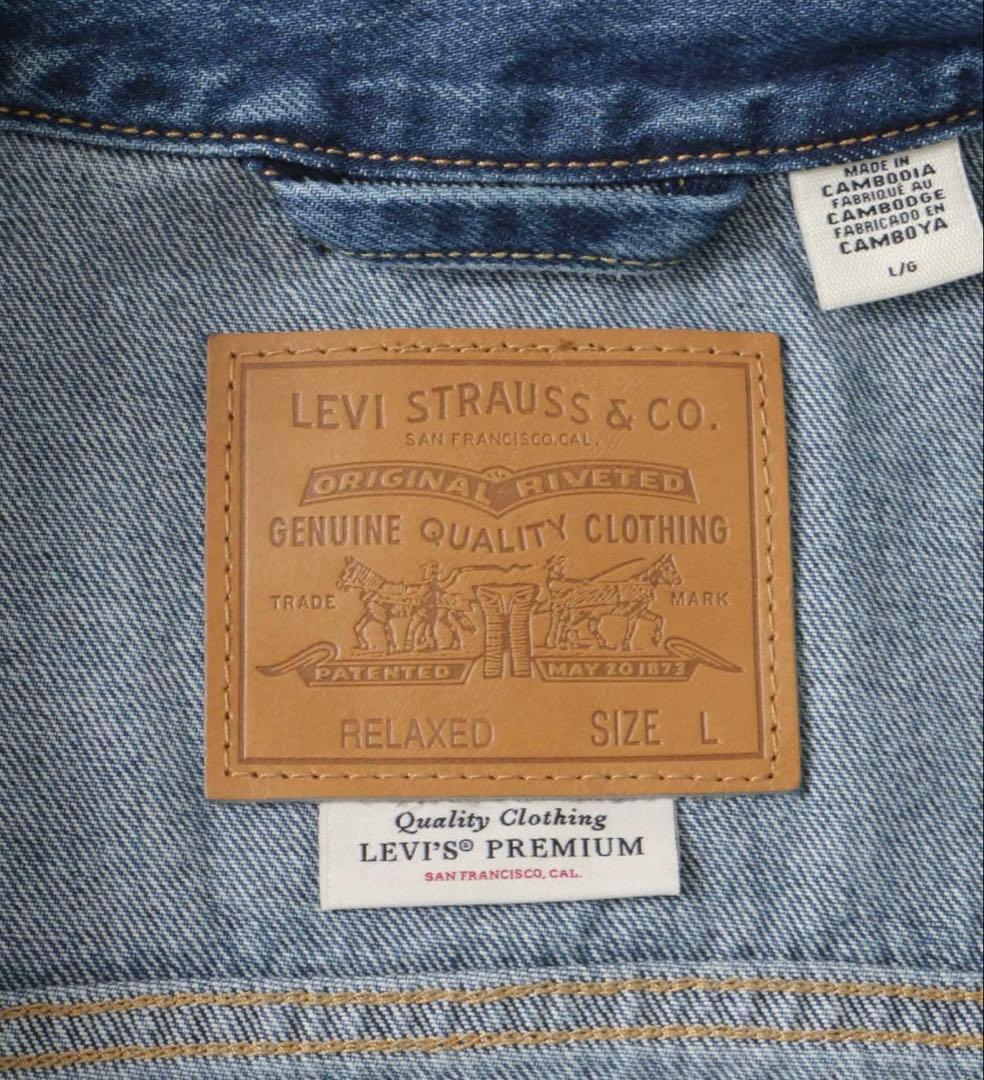 MADE IN
CAMBODIA
FABRIQUÉ AU
CAMBODGE
FABRICADO EN
CAMBOYA
L/G
LEVI STRAUSS & CO.
SAN FRANCISCO, CAL.
ORIGINAL RIVETED
GENUINE QUALITY CLOTHING
TRADE MARK
PATENTED MAY 20 1873
RELAXED SIZE L
Quality Clothing
LEVI'S® PREMIUM
SAN FRANCISCO, CAL.